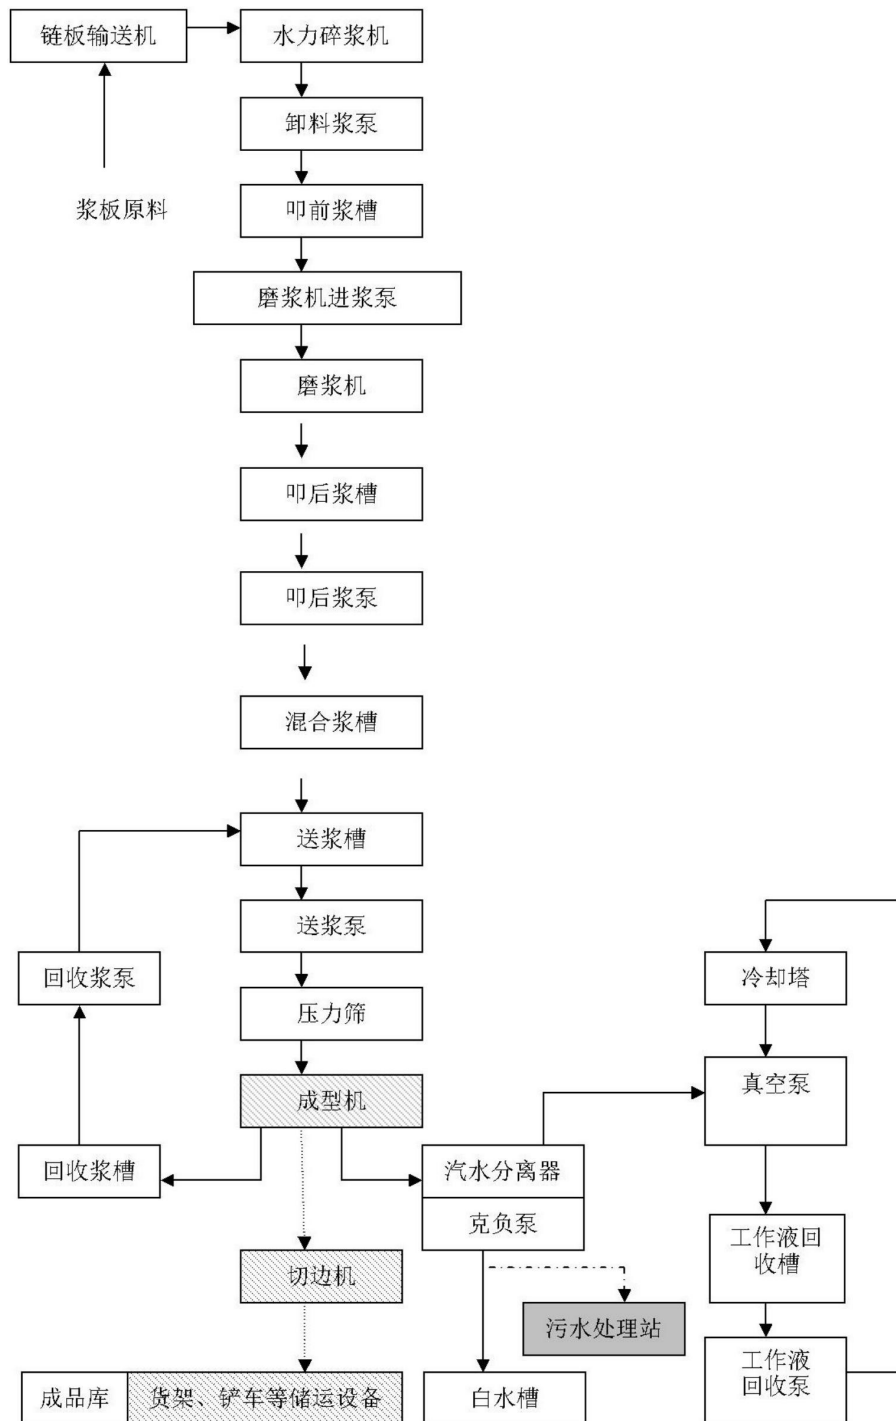 链板输送机
水力碎浆机
卸料浆泵
浆板原料
叩前浆槽
磨浆机进浆泵
磨浆机
叩后浆槽
叩后浆泵
混合浆槽
送浆槽
送浆泵
回收浆泵
冷却塔
压力筛
成型机
真空泵
回收浆槽
汽水分离器
克负泵
工作液回
收槽
切边机
污水处理站
工作液
回收泵
成品库
货架、铲车等储运设备
白水槽